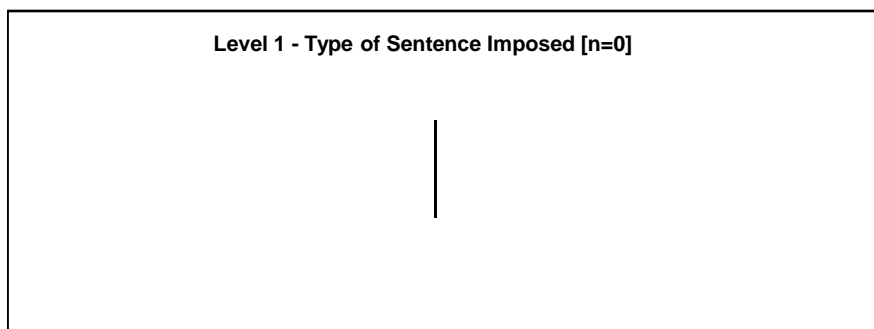 Level 1 - Type of Sentence Imposed [n=0]